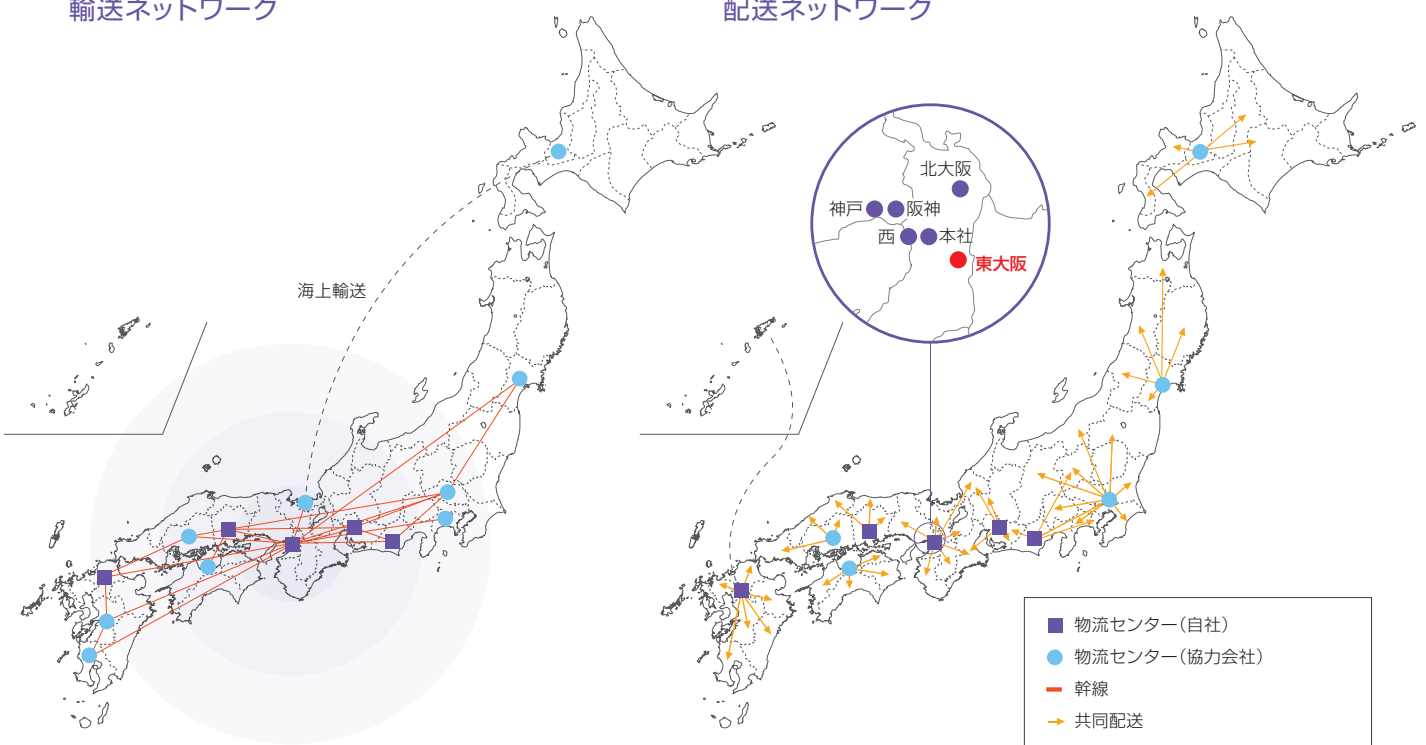 輸送ネットワーク
配送ネットワーク
海上輸送
北大阪
神戸
阪神
西
本社
東大阪
物流センター(自社)
物流センター(協力会社)
幹線
共同配送